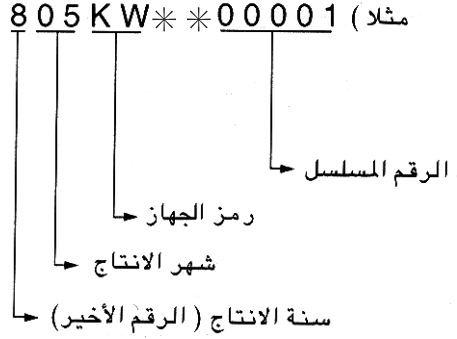 مثلا ) 805KW✳✳00001
الرقم المسلسل
رمز الجهاز
شهر الانتاج
سنة الانتاج ( الرقم الأخير)